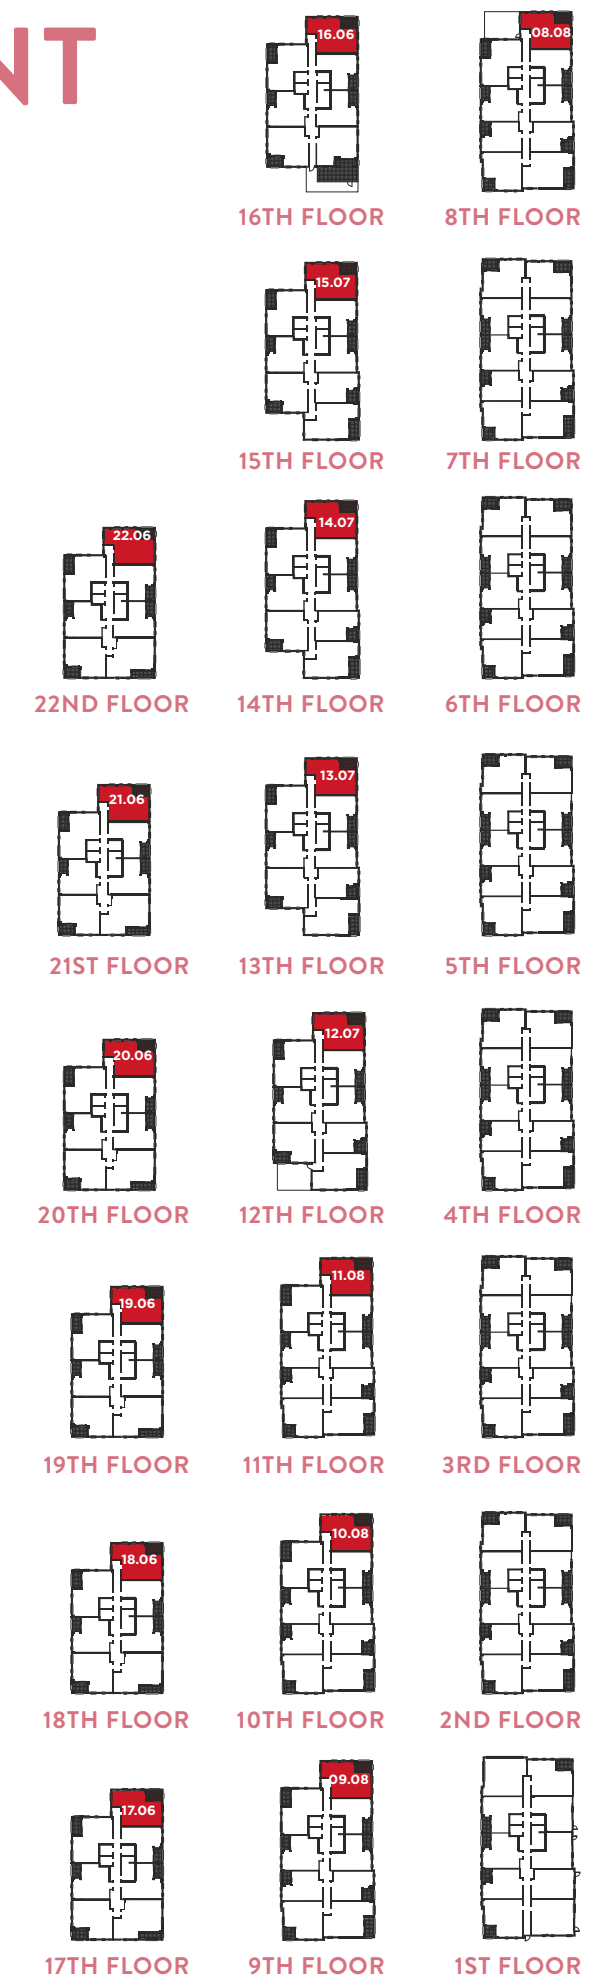 NT
16.06
16TH FLOOR
08.08
8TH FLOOR
15.07
15TH FLOOR
7TH FLOOR
22.06
22ND FLOOR
14.07
14TH FLOOR
6TH FLOOR
21.06
21ST FLOOR
13.07
13TH FLOOR
5TH FLOOR
20.06
20TH FLOOR
12.07
12TH FLOOR
4TH FLOOR
19.06
19TH FLOOR
11.08
11TH FLOOR
3RD FLOOR
18.06
18TH FLOOR
10.08
10TH FLOOR
2ND FLOOR
17.06
17TH FLOOR
09.08
9TH FLOOR
1ST FLOOR